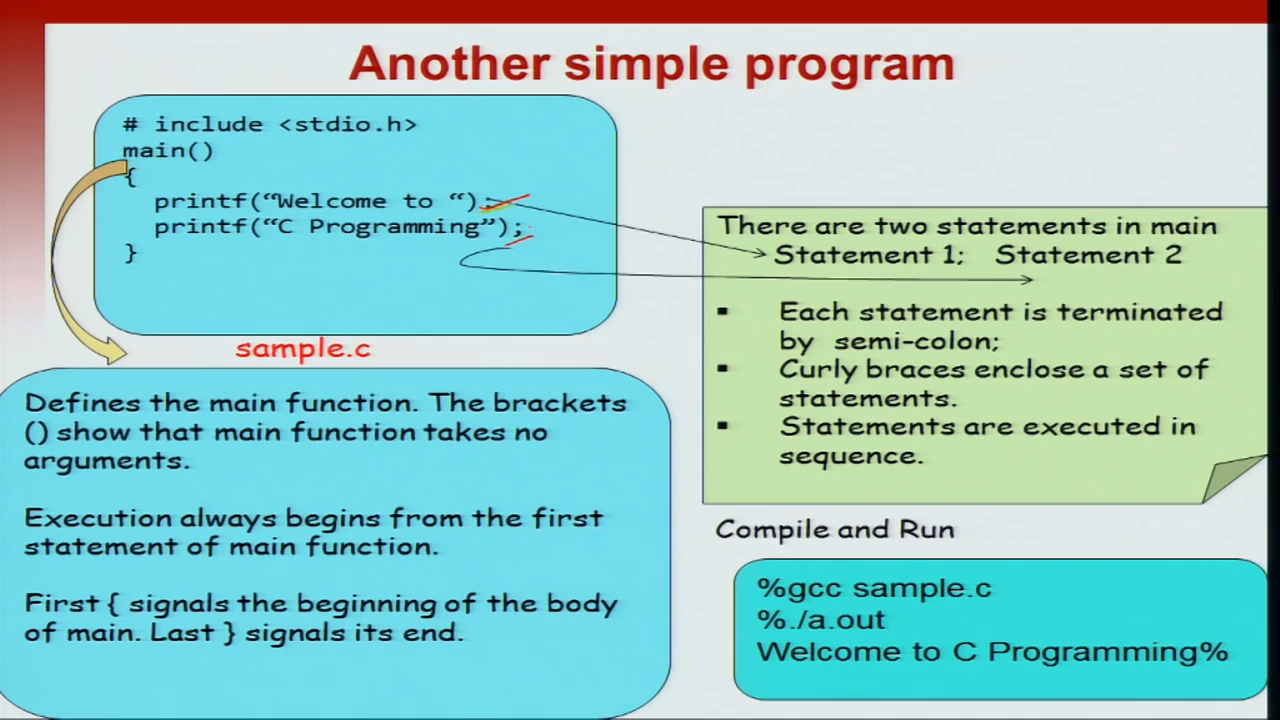 Another simple program
# include <stdio.h>
main()
{
printf(“Welcome to “);
printf(“C Programming”);
}
sample.c
Defines the main function. The brackets
() show that main function takes no
arguments.
Execution always begins from the first
statement of main function.
First { signals the beginning of the body
of main. Last } signals its end.
There are two statements in main
Statement 1; Statement 2
▪ Each statement is terminated
by semi-colon;
▪ Curly braces enclose a set of
statements.
▪ Statements are executed in
sequence.
Compile and Run
%gcc sample.c
%./a.out
Welcome to C Programming%